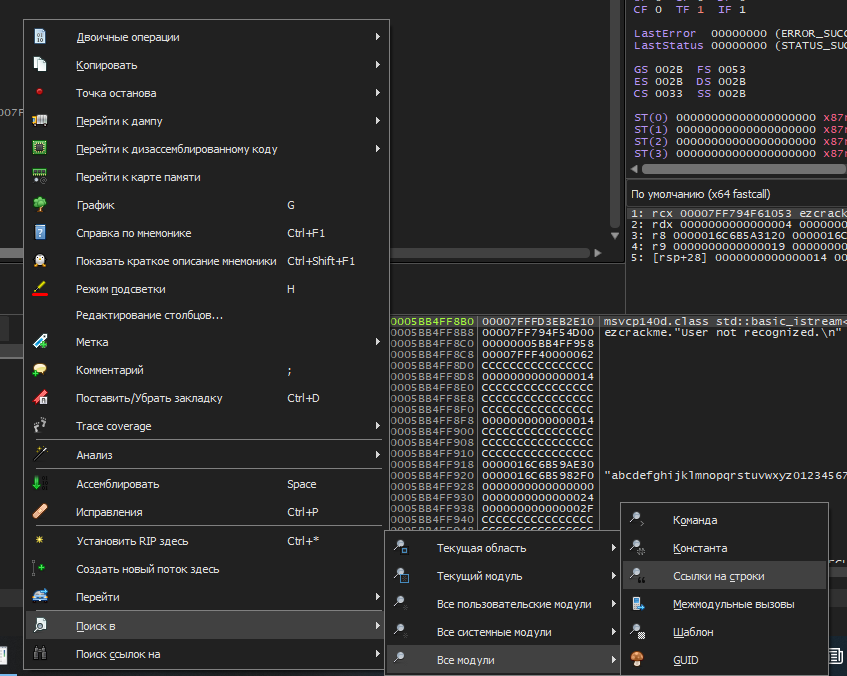 CF 0 TF 1 IF 1
LastError 00000000 (ERROR_SUCC
LastStatus 00000000 (STATUS_SUC
GS 002B FS 0053
ES 002B DS 002B
CS 0033 SS 002B
ST(0) 00000000000000000000 x87r
ST(1) 00000000000000000000 x87r
ST(2) 00000000000000000000 x87r
ST(3) 00000000000000000000 x87r
По умолчанию (x64 fastcall)
1: rcx 00007FF794F61053 ezcrack
2: rdx 0000000000000004 0000000
3: r8 0000016C6B5A3120 0000016C
4: r9 0000000000000019 00000000
5: [rsp+28] 0000000000000014 00
007F
Двоичные операции
Копировать
Точка останова
Перейти к дампу
Перейти к дизассемблированному коду
Перейти к карте памяти
График G
Справка по мнемонике Ctrl+F1
Показать краткое описание мнемоники Ctrl+Shift+F1
Режим подсветки H
Редактирование столбцов...
Метка
Комментарий ;
Поставить/Убрать закладку Ctrl+D
Trace coverage
Анализ
Ассемблировать Space
Исправления Ctrl+P
Установить RIP здесь Ctrl+*
Создать новый поток здесь
Перейти
Поиск в
Поиск ссылок на
0005BB4FF8B0 00007FFFD3EB2E10 msvcp140d.class std::basic_istream<
0005BB4FF8B8 00007FF794F54D00 ezcrackme."User not recognized.\n"
0005BB4FF8C0 00000005BB4FF958
0005BB4FF8C8 00007FFF40000062
0005BB4FF8D0 CCCCCCCCCCCCCCCC
0005BB4FF8D8 0000000000000014
0005BB4FF8E0 CCCCCCCCCCCCCCCC
0005BB4FF8E8 CCCCCCCCCCCCCCCC
0005BB4FF8F0 CCCCCCCCCCCCCCCC
0005BB4FF8F8 0000000000000014
0005BB4FF900 CCCCCCCCCCCCCCCC
0005BB4FF908 CCCCCCCCCCCCCCCC
0005BB4FF910 CCCCCCCCCCCCCCCC
0005BB4FF918 0000016C6B59AE30
0005BB4FF920 0000016C6B5982F0 "abcdefghijklmnopqrstuvwxyz01234567
0005BB4FF928 0000000000000000
0005BB4FF930 0000000000000024
0005BB4FF938 000000000000002F
0005BB4FF940 CCCCCCCCCCCCCCCC
Текущая область
Текущий модуль
Все пользовательские модули
Все системные модули
Все модули
Команда
Константа
Ссылки на строки
Межмодульные вызовы
Шаблон
GUID